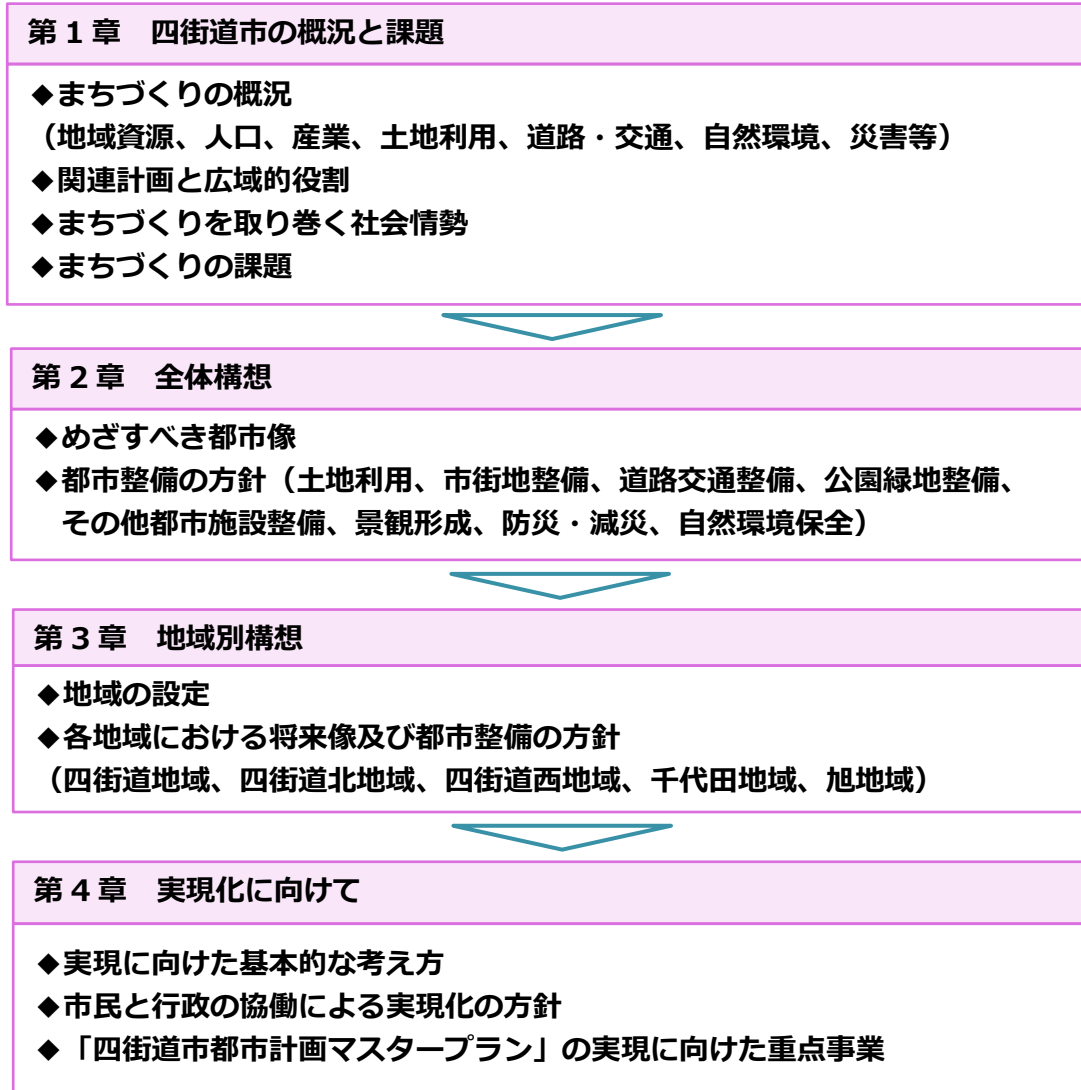 第1章　四街道市の概況と課題
◆まちづくりの概況
（地域資源、人口、産業、土地利用、道路・交通、自然環境、災害等）
◆関連計画と広域的役割
◆まちづくりを取り巻く社会情勢
◆まちづくりの課題
第2章　全体構想
◆めざすべき都市像
◆都市整備の方針（土地利用、市街地整備、道路交通整備、公園緑地整備、
その他都市施設整備、景観形成、防災・減災、自然環境保全）
第3章　地域別構想
◆地域の設定
◆各地域における将来像及び都市整備の方針
（四街道地域、四街道北地域、四街道西地域、千代田地域、旭地域）
第4章　実現化に向けて
◆実現に向けた基本的な考え方
◆市民と行政の協働による実現化の方針
◆「四街道市都市計画マスタープラン」の実現に向けた重点事業